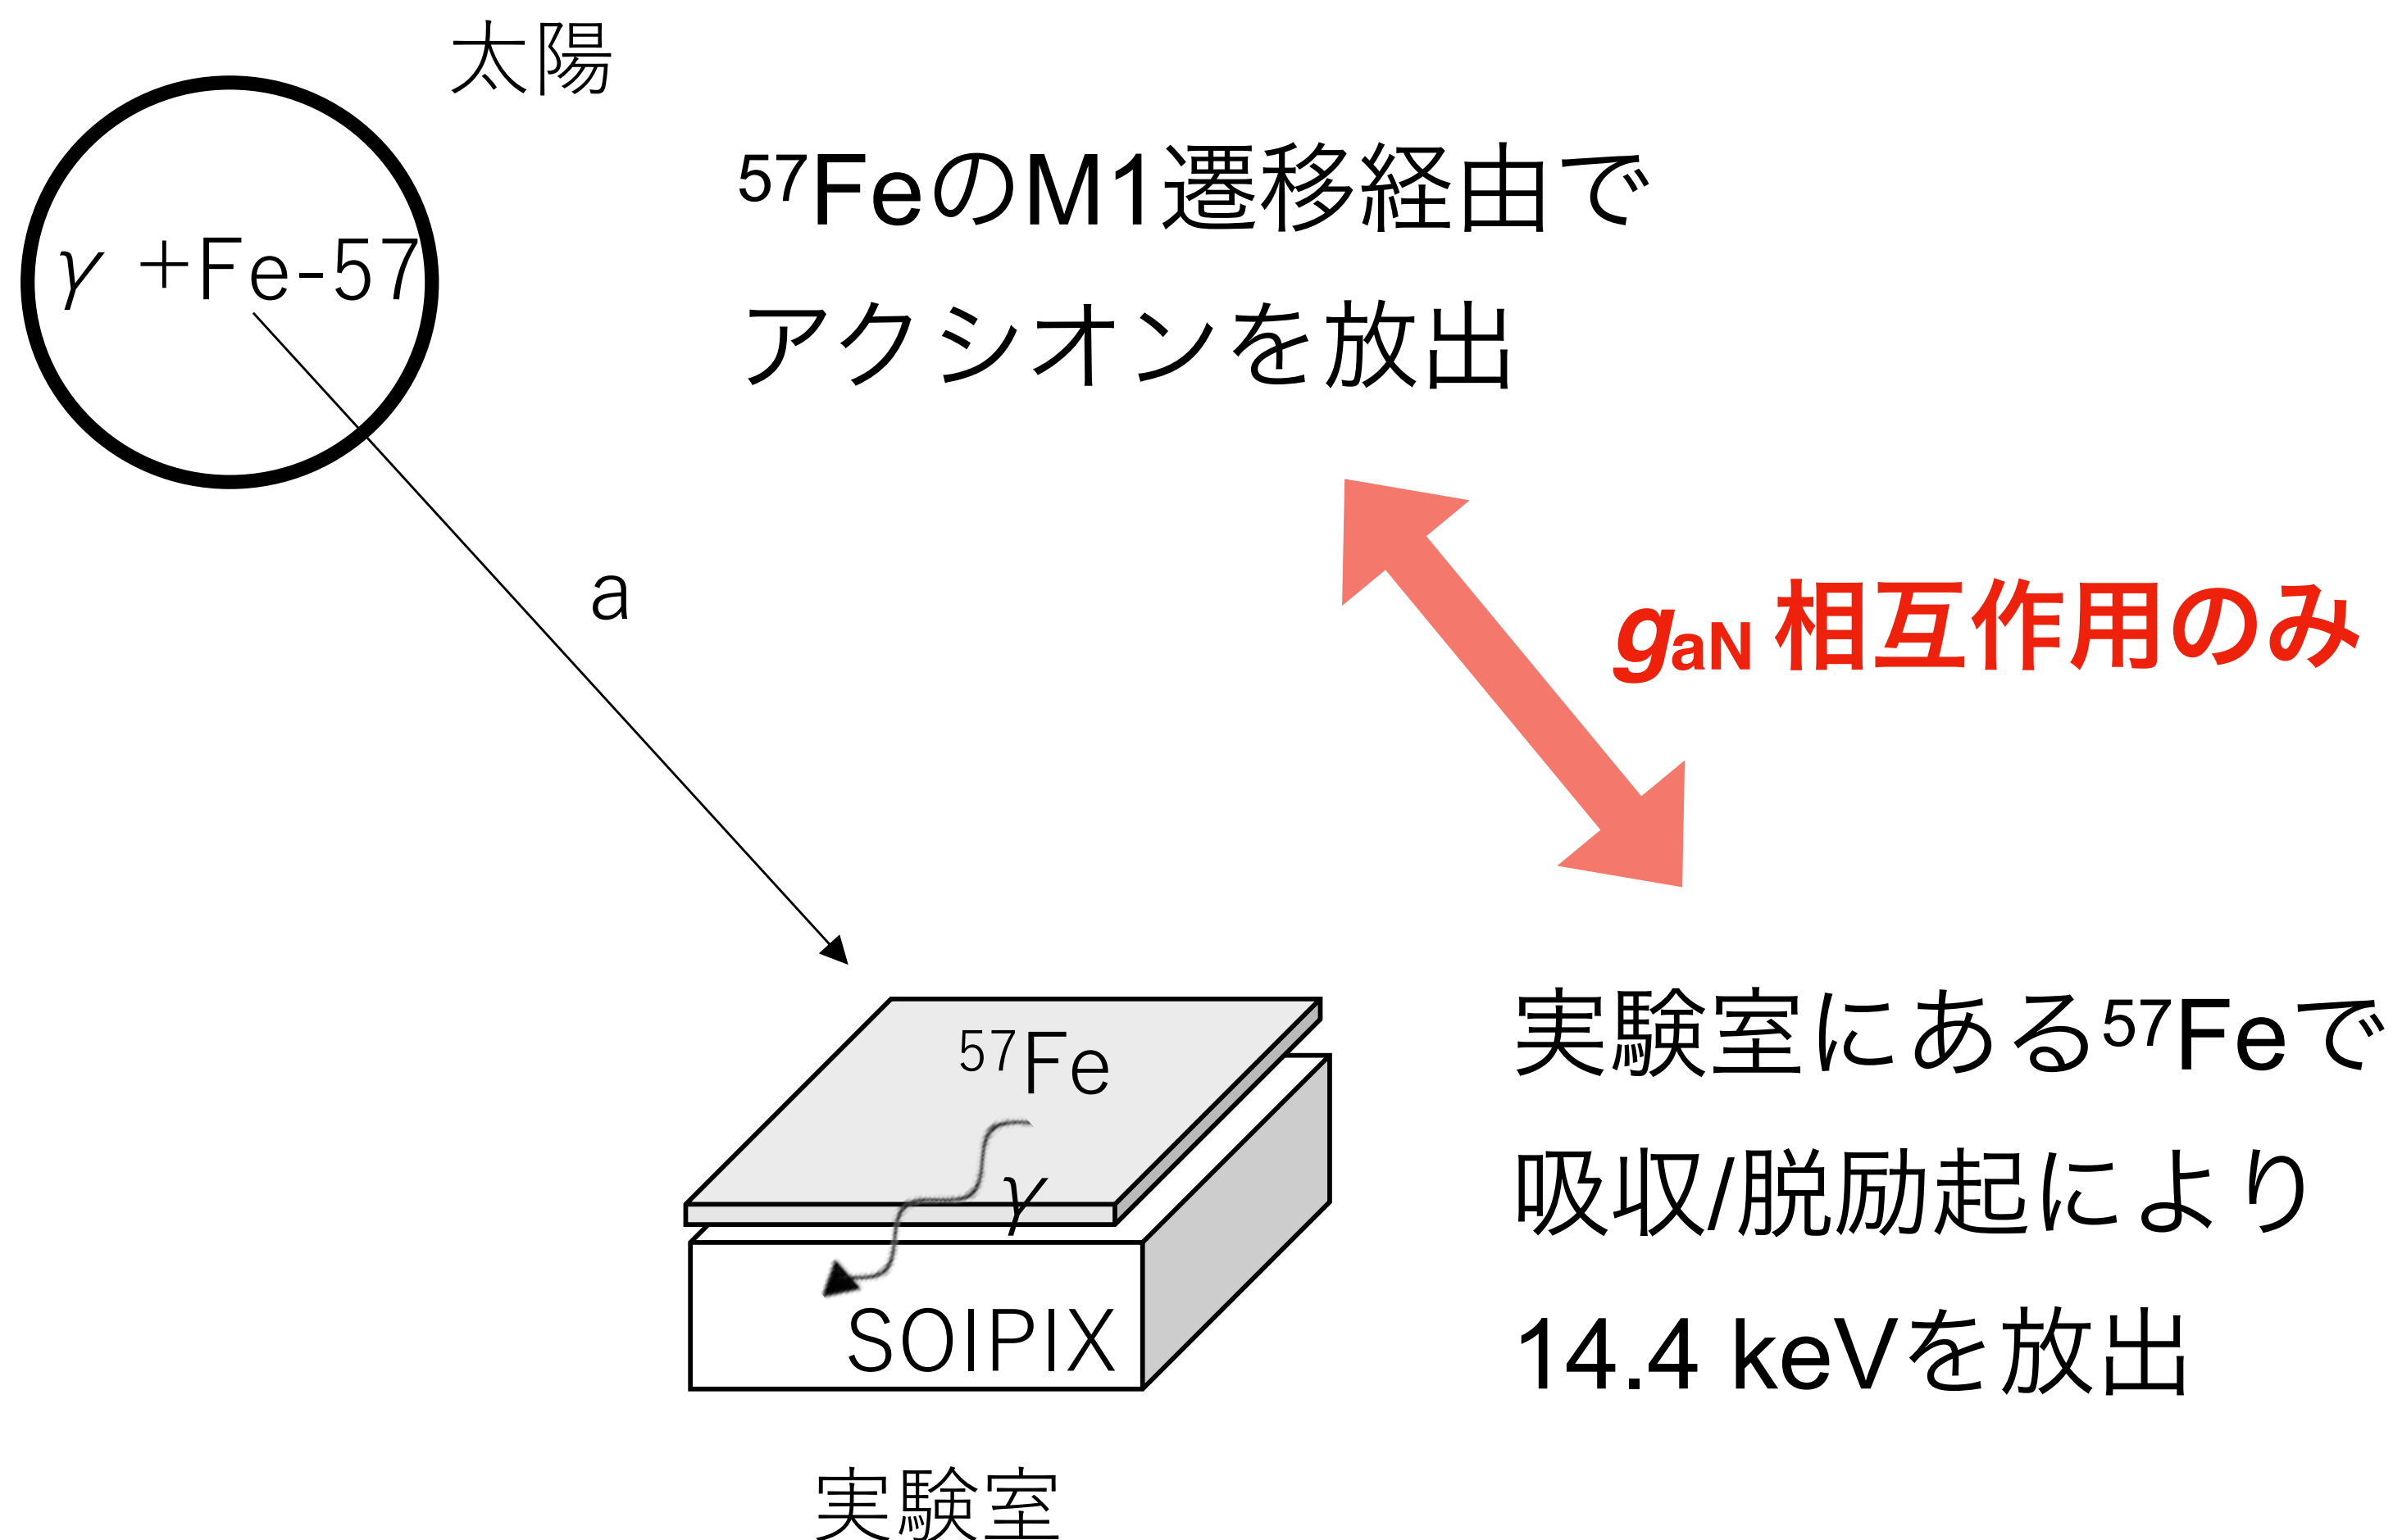 太陽
γ +Fe-57
⁵⁷FeのM1遷移経由で
アクシオンを放出
a
gaN 相互作用のみ
⁵⁷Fe
γ
SOIPIX
実験室にある⁵⁷Feで
吸収/脱励起により
14.4 keVを放出
実験室